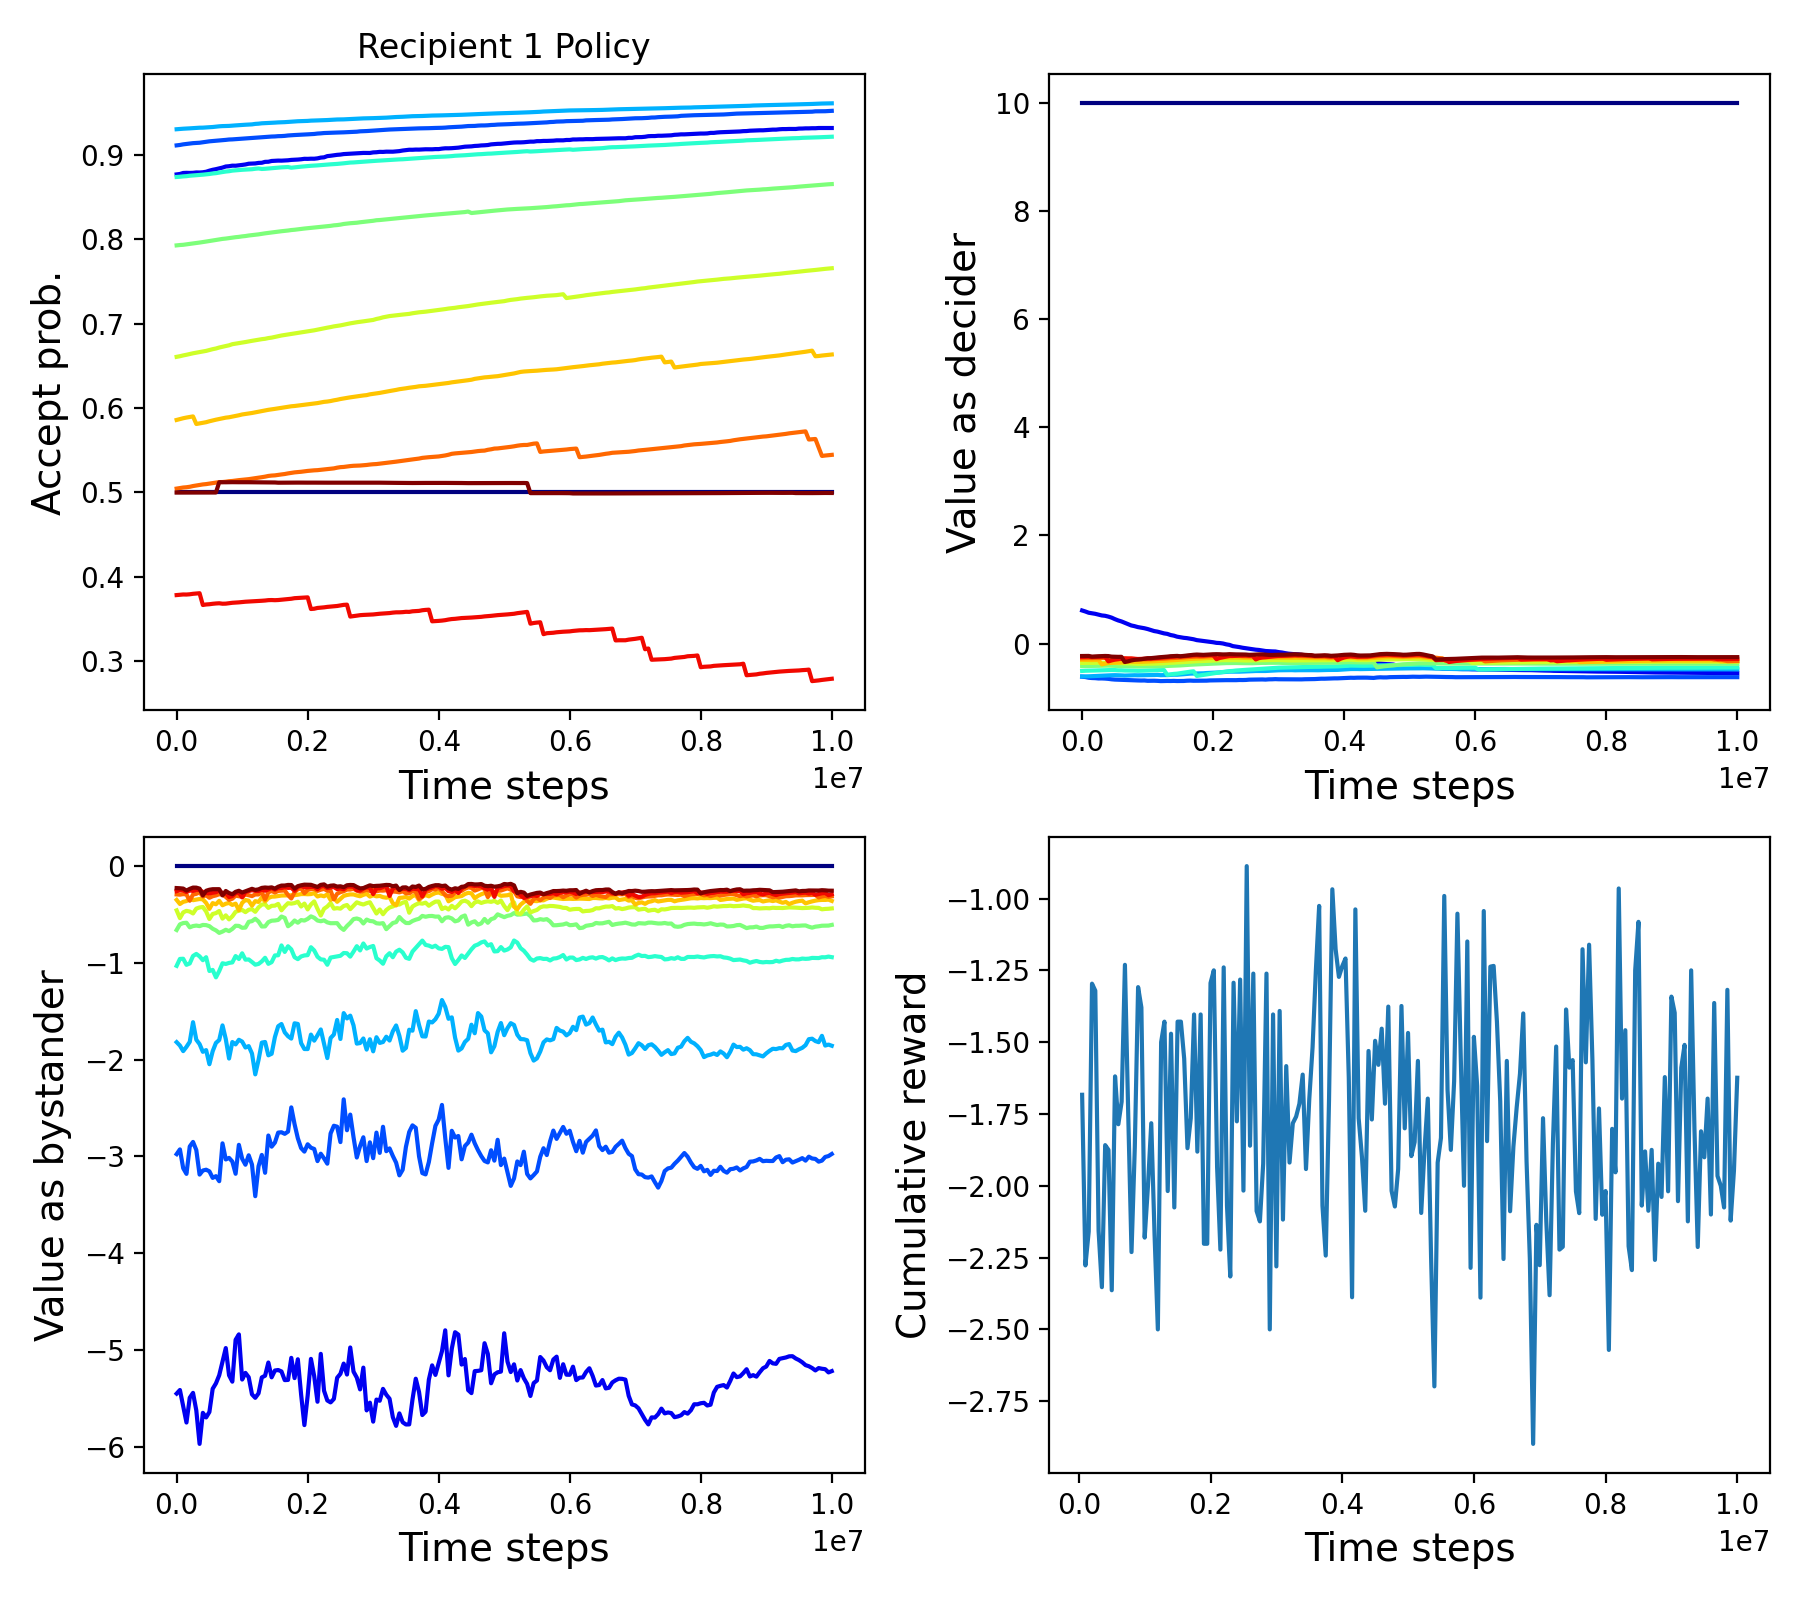 Recipient 1 Policy
Accept prob.
0.9
0.8
0.7
0.6
0.5
0.4
0.3
0.0 0.2 0.4 0.6 0.8 1.0
1e7
Time steps
Value as decider
10
8
6
4
2
0
0.0 0.2 0.4 0.6 0.8 1.0
1e7
Time steps
Value as bystander
0
−1
−2
−3
−4
−5
−6
0.0 0.2 0.4 0.6 0.8 1.0
1e7
Time steps
Cumulative reward
−1.00
−1.25
−1.50
−1.75
−2.00
−2.25
−2.50
−2.75
0.0 0.2 0.4 0.6 0.8 1.0
1e7
Time steps